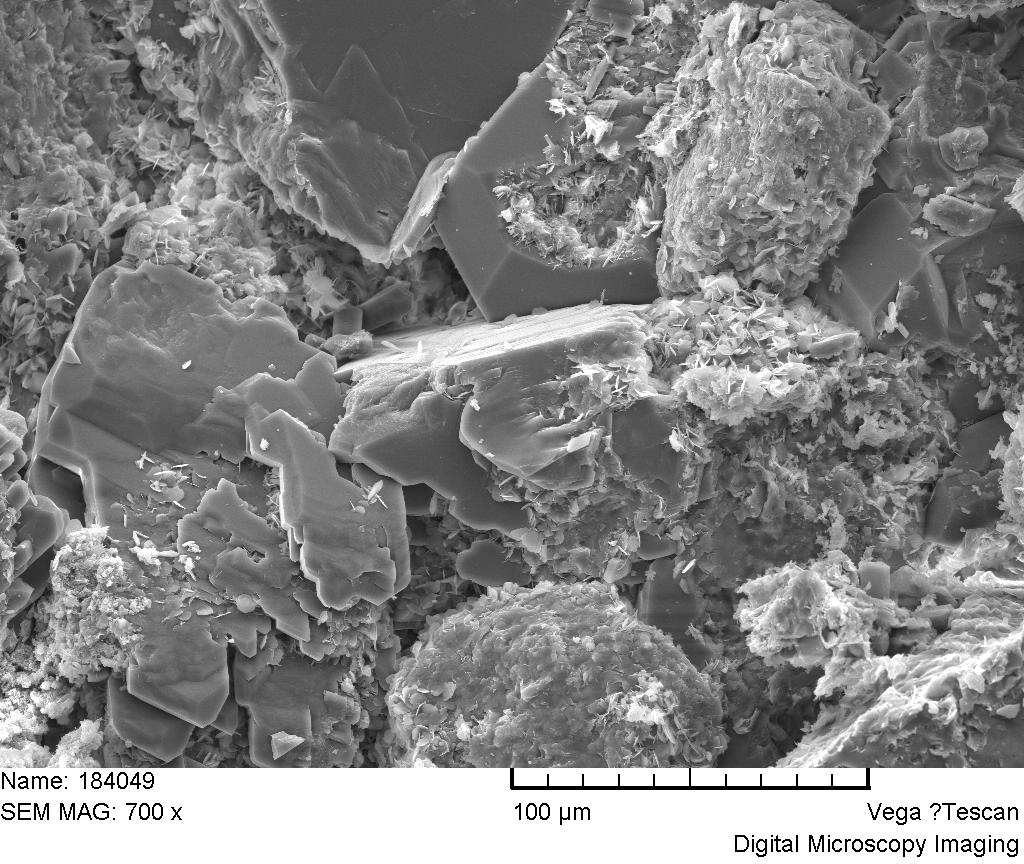 Name: 184049
SEM MAG: 700 x
100 µm
Vega ?Tescan
Digital Microscopy Imaging